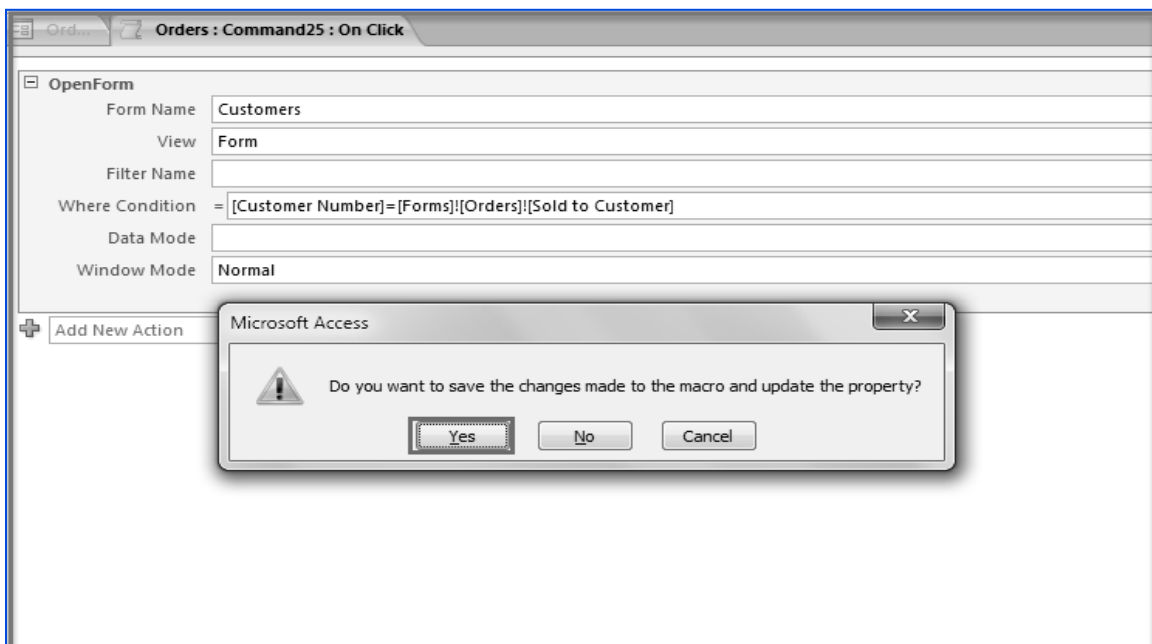 Ord... Orders : Command25 : On Click
OpenForm
Form Name Customers
View Form
Filter Name
Where Condition = [Customer Number]=[Forms]![Orders]![Sold to Customer]
Data Mode
Window Mode Normal
Add New Action
Microsoft Access
Do you want to save the changes made to the macro and update the property?
Yes No Cancel